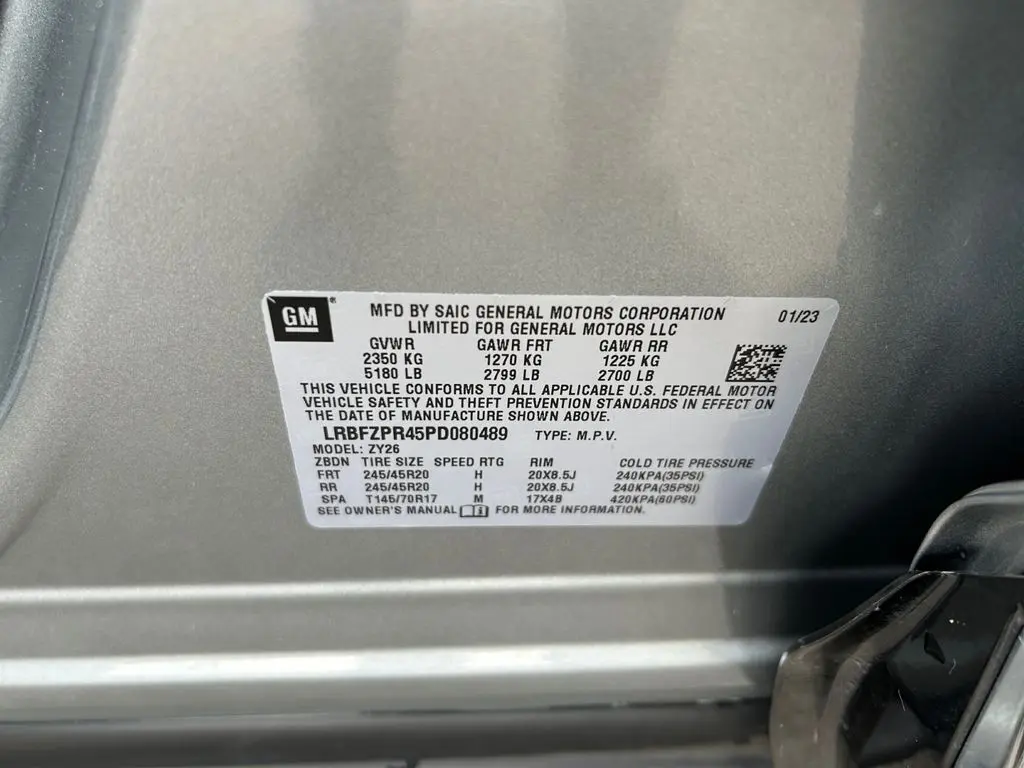 GM ® MFD BY SAIC GENERAL MOTORS CORPORATION 01/23
LIMITED FOR GENERAL MOTORS LLC
GVWR GAWR FRT GAWR RR
2350 KG 1270 KG 1225 KG
5180 LB 2799 LB 2700 LB
THIS VEHICLE CONFORMS TO ALL APPLICABLE U.S. FEDERAL MOTOR
VEHICLE SAFETY AND THEFT PREVENTION STANDARDS IN EFFECT ON
THE DATE OF MANUFACTURE SHOWN ABOVE.
LRBFZPR45PD080489 TYPE: M.P.V.
MODEL: ZY26
ZBDN TIRE SIZE SPEED RTG RIM COLD TIRE PRESSURE
FRT 245/45R20 H 20X8.5J 240KPA(35PSI)
RR 245/45R20 H 20X8.5J 240KPA(35PSI)
SPA T145/70R17 M 17X4B 420KPA(60PSI)
SEE OWNER'S MANUAL FOR MORE INFORMATION.